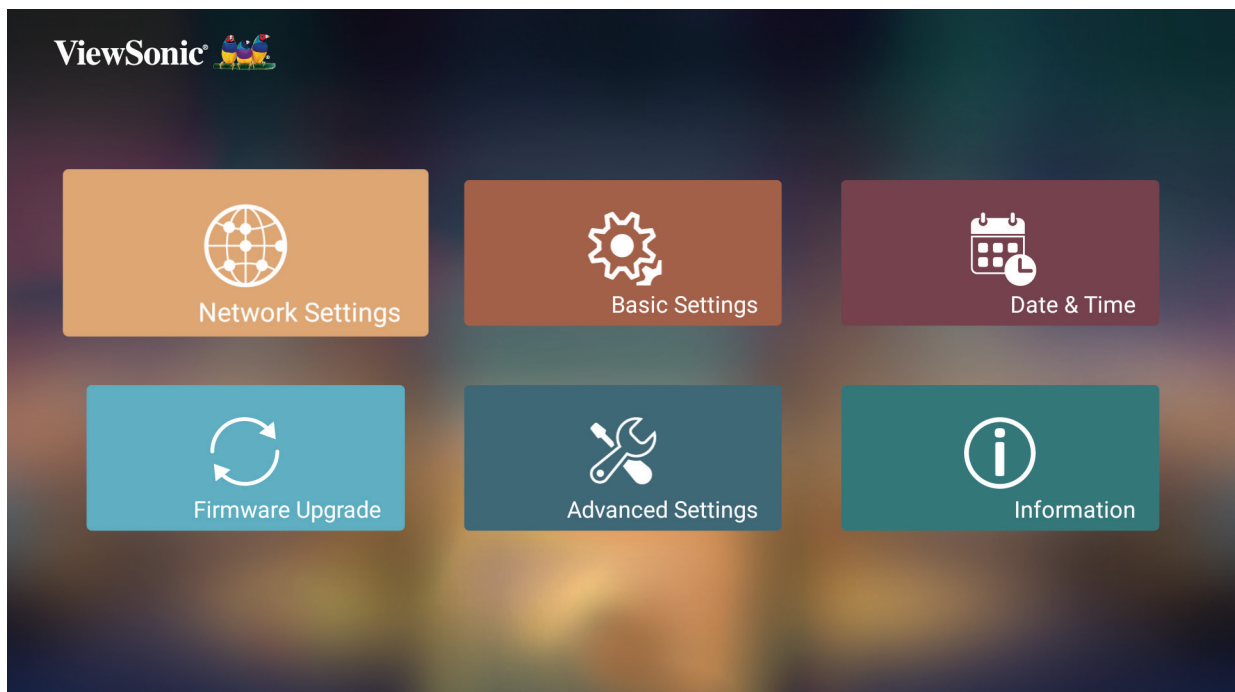 ViewSonic®
Network Settings
Basic Settings
Date & Time
Firmware Upgrade
Advanced Settings
Information